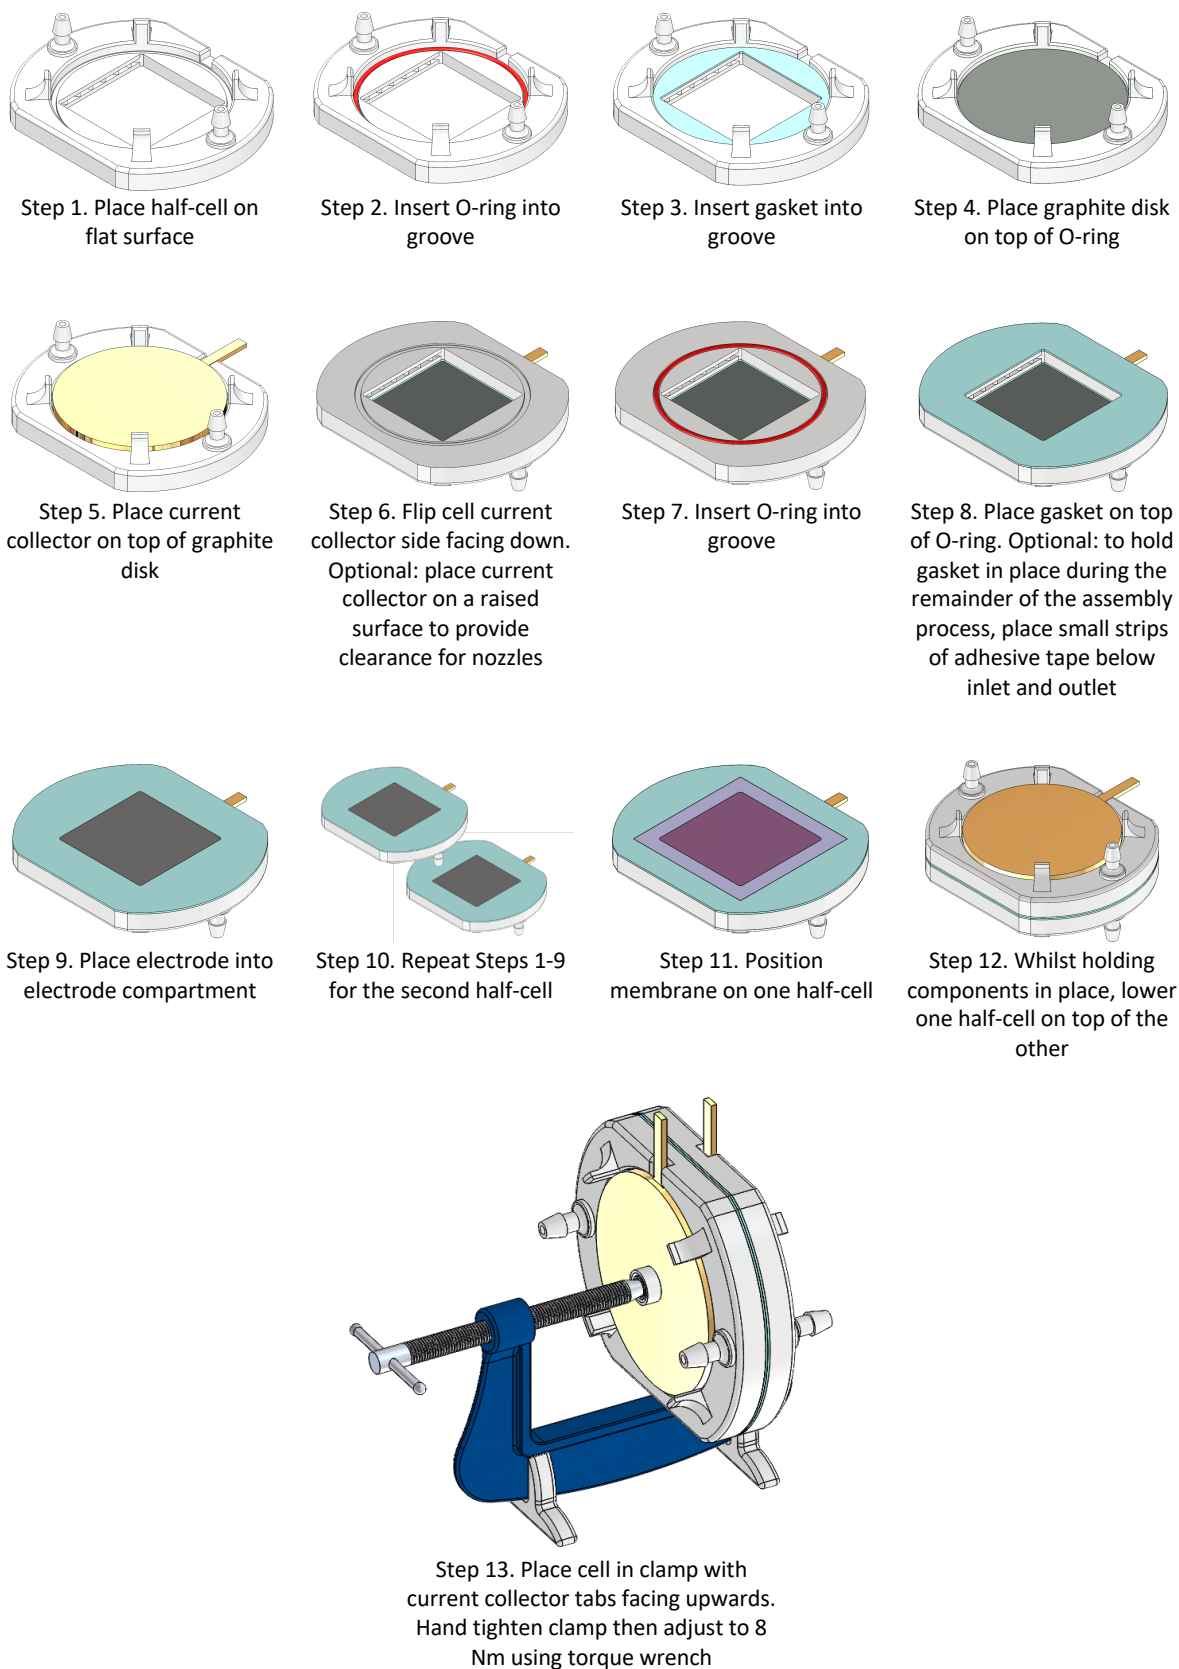 Step 1. Place half-cell on
flat surface
Step 2. Insert O-ring into
groove
Step 3. Insert gasket into
groove
Step 4. Place graphite disk
on top of O-ring
Step 5. Place current
collector on top of graphite
disk
Step 6. Flip cell current
collector side facing down.
Optional: place current
collector on a raised
surface to provide
clearance for nozzles
Step 7. Insert O-ring into
groove
Step 8. Place gasket on top
of O-ring. Optional: to hold
gasket in place during the
remainder of the assembly
process, place small strips
of adhesive tape below
inlet and outlet
Step 9. Place electrode into
electrode compartment
Step 10. Repeat Steps 1-9
for the second half-cell
Step 11. Position
membrane on one half-cell
Step 12. Whilst holding
components in place, lower
one half-cell on top of the
other
Step 13. Place cell in clamp with
current collector tabs facing upwards.
Hand tighten clamp then adjust to 8
Nm using torque wrench